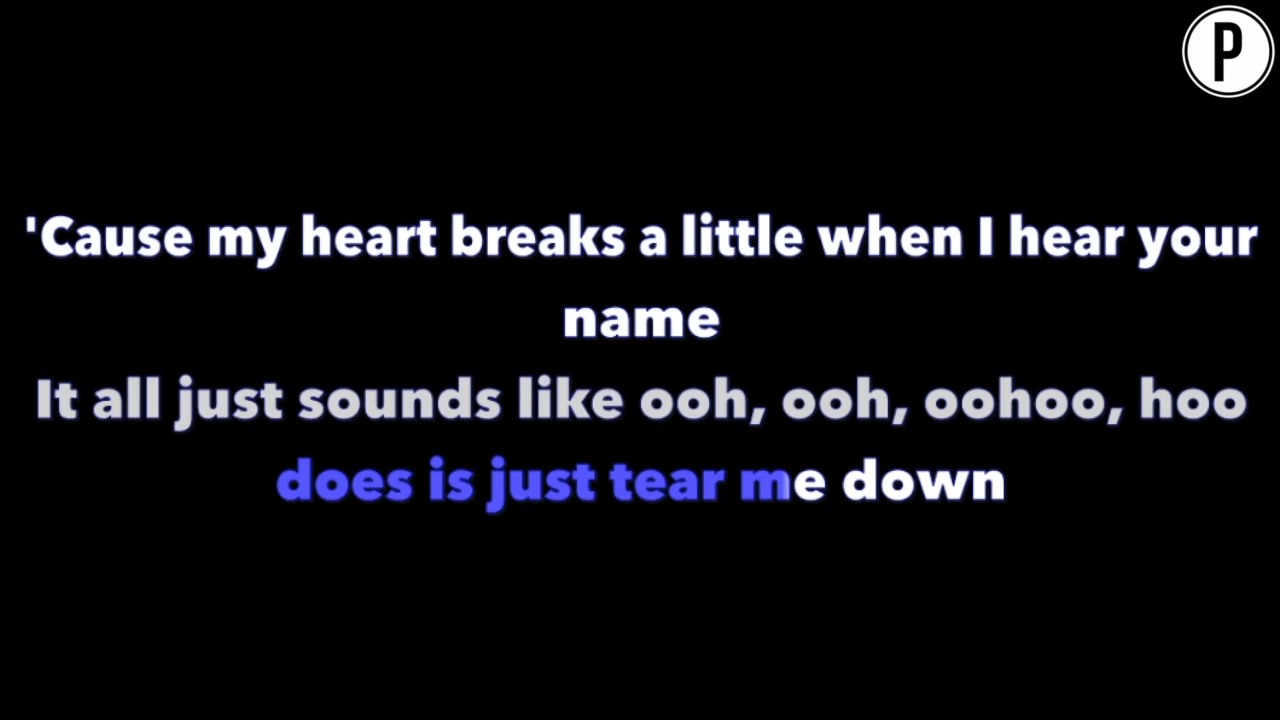 P
'Cause my heart breaks a little when I hear your
name
It all just sounds like ooh, ooh, oohoo, hoo
does is just tear me down